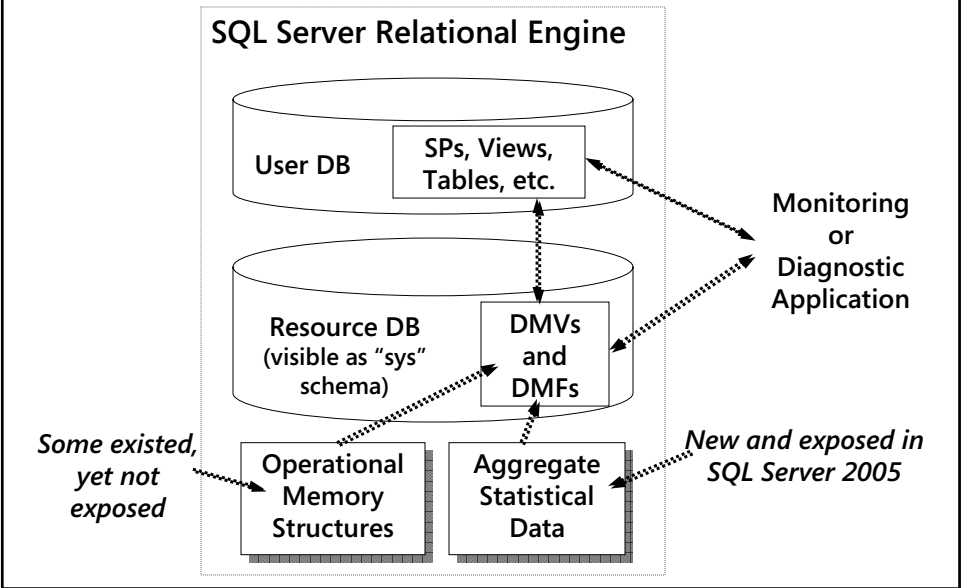 SQL Server Relational Engine
User DB
SPs, Views,
Tables, etc.
Monitoring
or
Diagnostic
Application
Resource DB
(visible as “sys”
schema)
DMVs
and
DMFs
Some existed,
yet not
exposed
Operational
Memory
Structures
Aggregate
Statistical
Data
New and exposed in
SQL Server 2005